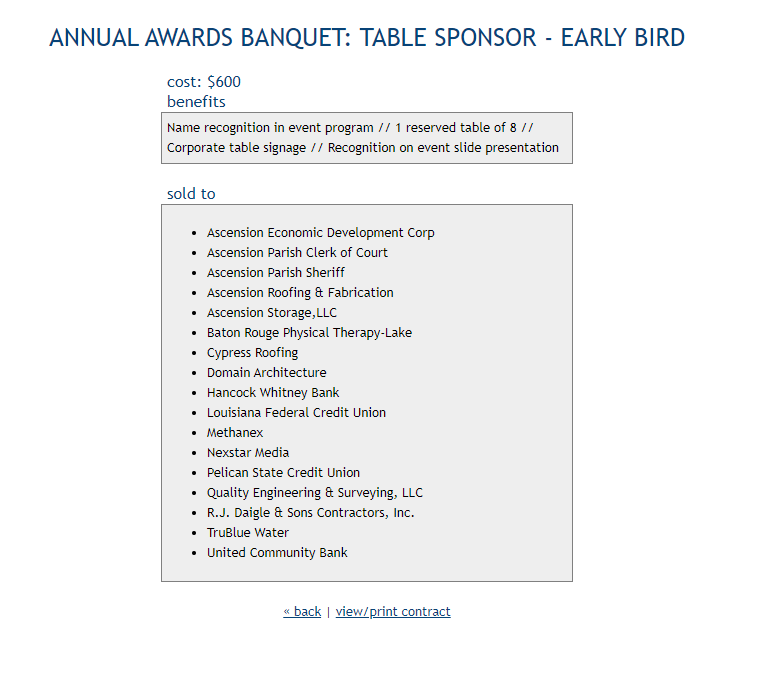 ANNUAL AWARDS BANQUET: TABLE SPONSOR - EARLY BIRD
cost: $600
benefits
Name recognition in event program // 1 reserved table of 8 //
Corporate table signage // Recognition on event slide presentation
sold to
• Ascension Economic Development Corp
• Ascension Parish Clerk of Court
• Ascension Parish Sheriff
• Ascension Roofing & Fabrication
• Ascension Storage,LLC
• Baton Rouge Physical Therapy-Lake
• Cypress Roofing
• Domain Architecture
• Hancock Whitney Bank
• Louisiana Federal Credit Union
• Methanex
• Nexstar Media
• Pelican State Credit Union
• Quality Engineering & Surveying, LLC
• R.J. Daigle & Sons Contractors, Inc.
• TruBlue Water
• United Community Bank
« back | view/print contract